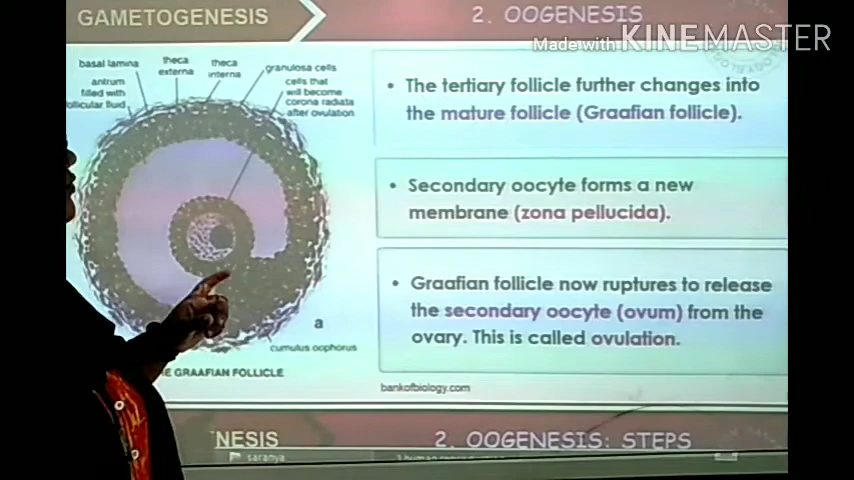 GAMETOGENESIS
2. OOGENESIS
Made with KINEMASTER
basal lamina
theca
externa
theca
interna
granulosa cells
antrum
filled with
follicular fluid
cells that
will become
corona radiata
after ovulation
• The tertiary follicle further changes into
the mature follicle (Graafian follicle).
• Secondary oocyte forms a new
membrane (zona pellucida).
• Graafian follicle now ruptures to release
the secondary oocyte (ovum) from the
ovary. This is called ovulation.
a
cumulus oophorus
E GRAAFIAN FOLLICLE
bankofbiology.com
NESIS
2. OOGENESIS: STEPS
saranya